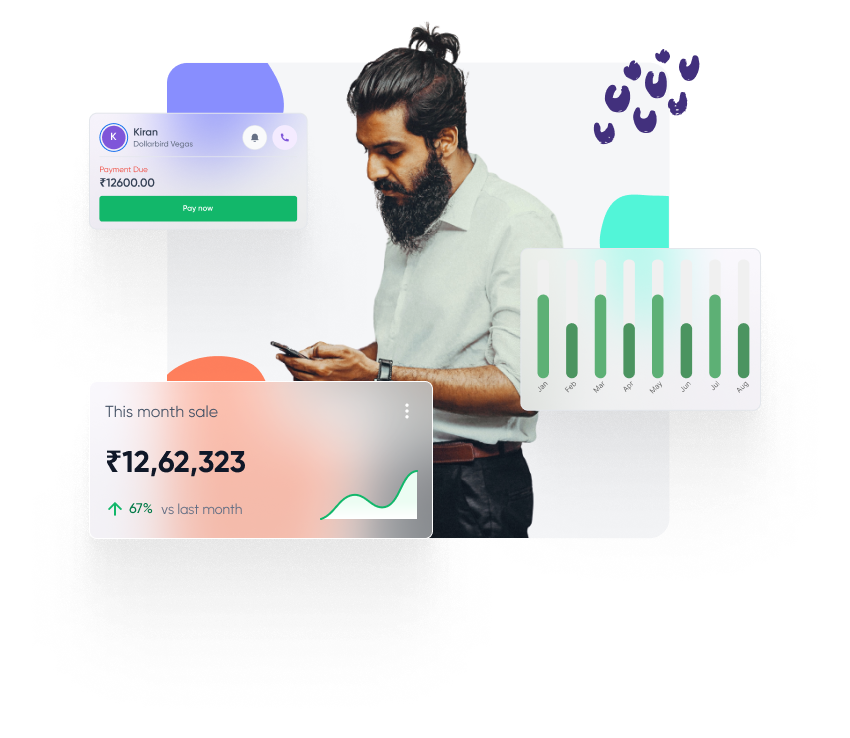 K
Kiran
Dollarbird Vegas
Payment Due
₹12600.00
Pay now
Jan
Feb
Mar
Apr
May
Jun
Jul
Aug
This month sale
₹12,62,323
67% vs last month